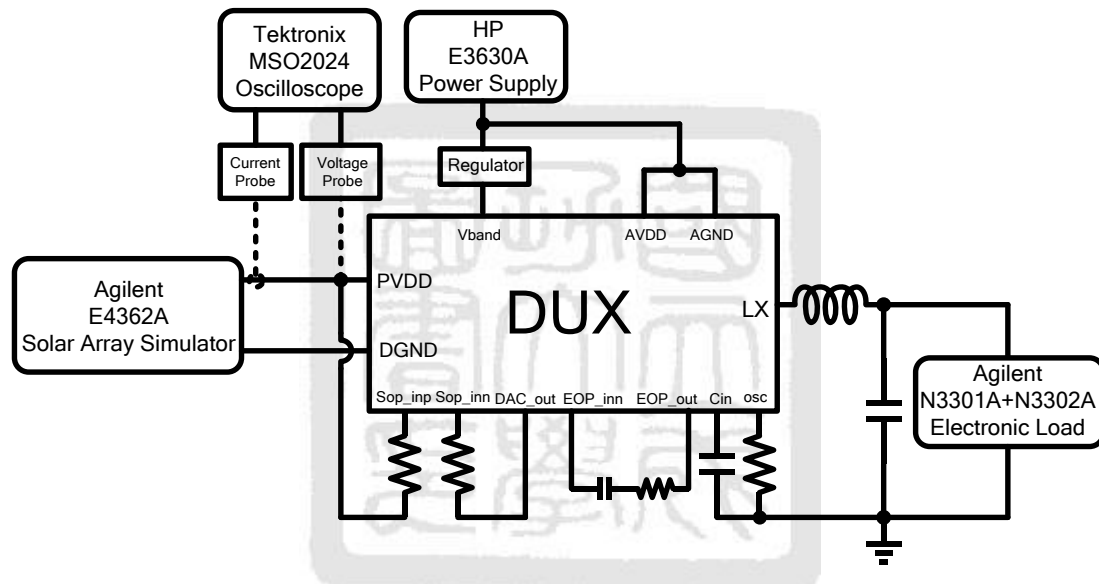 Tektronix
MSO2024
Oscilloscope
HP
E3630A
Power Supply
Current
Probe
Voltage
Probe
Regulator
Vband
AVDD
AGND
Agilent
E4362A
Solar Array Simulator
PVDD
DGND
DUX
LX
Sop_inp
Sop_inn
DAC_out
EOP_inn
EOP_out
Cin
osc
Agilent
N3301A+N3302A
Electronic Load